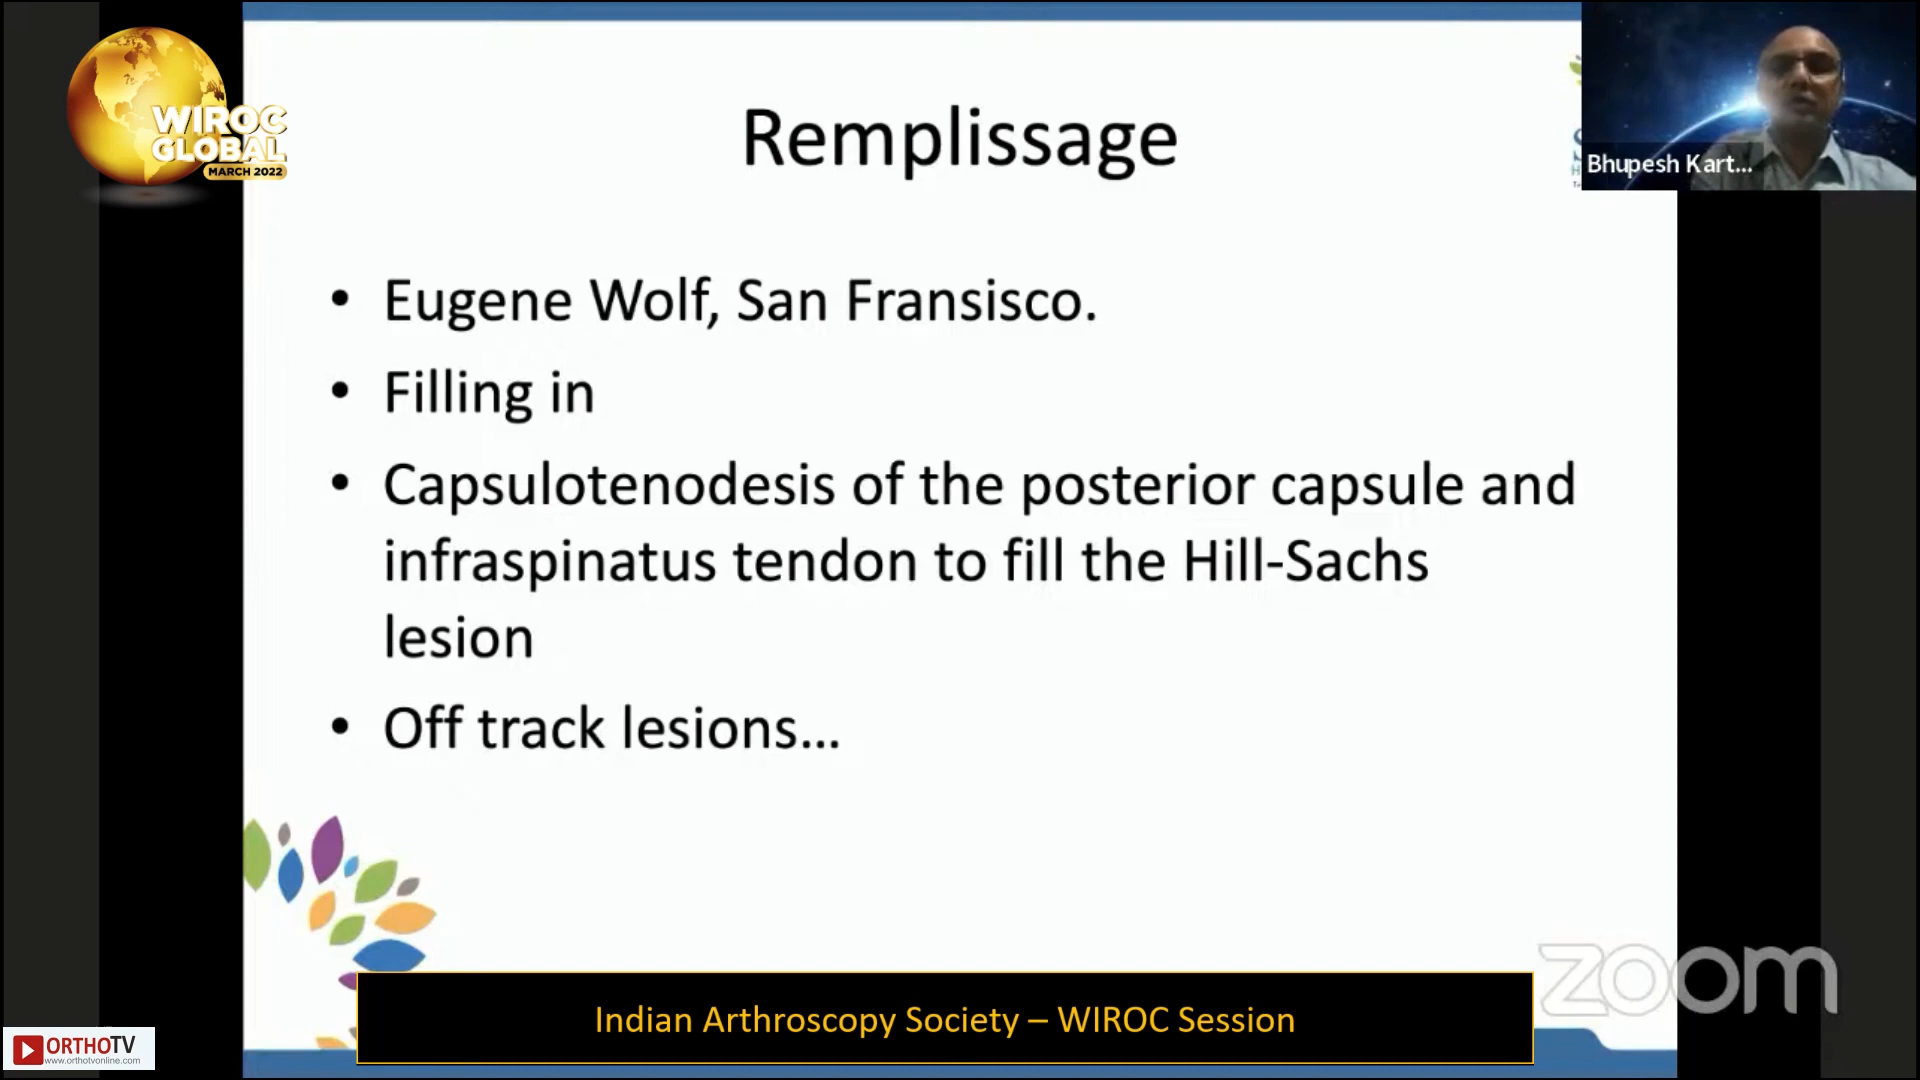 WIROC
GLOBAL
MARCH 2022
Remplissage
Bhupesh Kart...
• Eugene Wolf, San Fransisco.
• Filling in
• Capsulotenodesis of the posterior capsule and
infraspinatus tendon to fill the Hill-Sachs
lesion
• Off track lesions...
zoom
Indian Arthroscopy Society – WIROC Session
ORTHOTV
www.orthotvonline.com